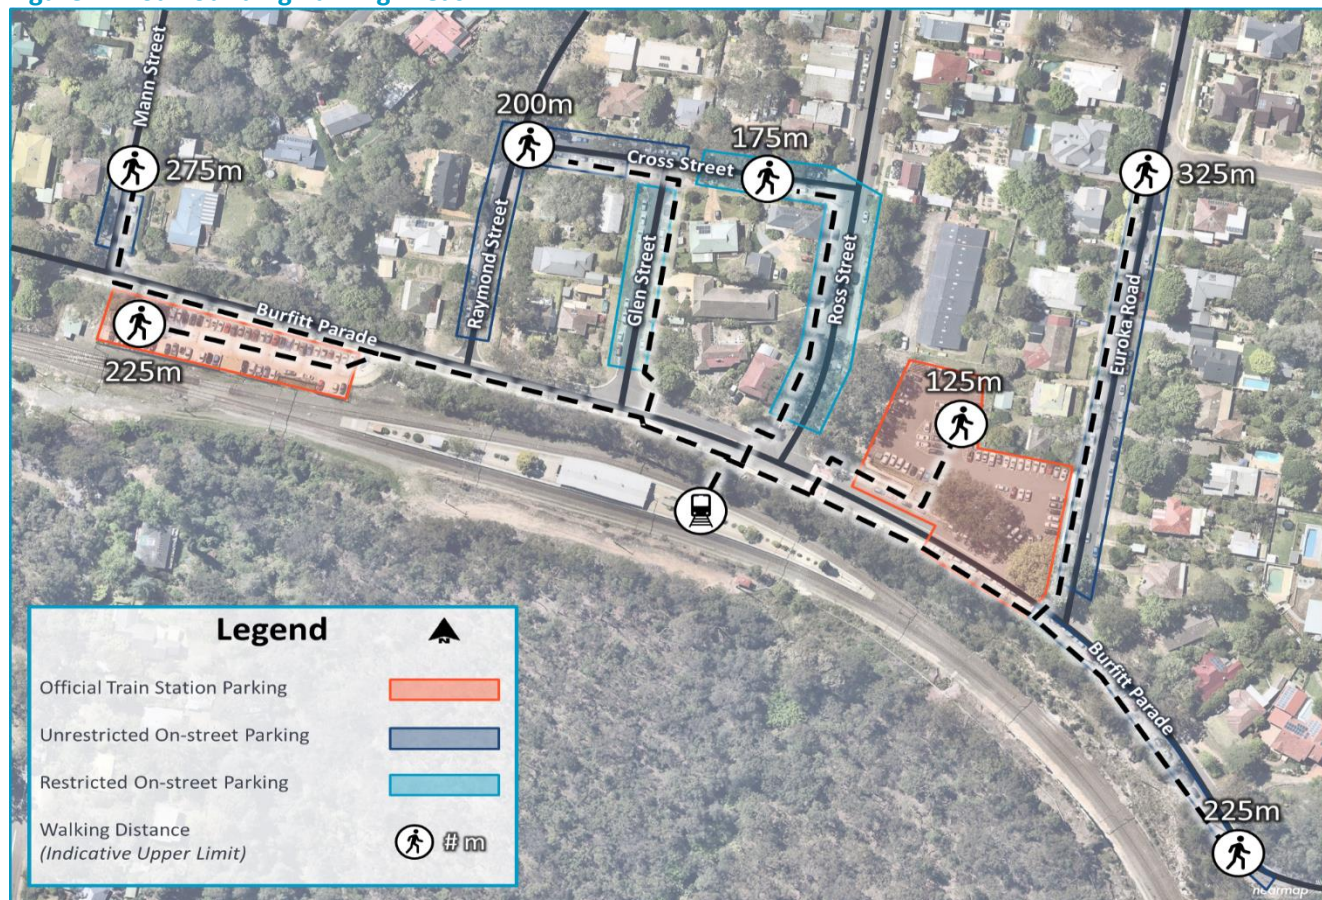 Mann Street
275m
200m
Cross Street
175m
325m
Raymond Street
Glen Street
Ross Street
Euroka Road
Burfitt Parade
225m
125m
Burfitt Parade
225m
Legend
N
Official Train Station Parking
Unrestricted On-street Parking
Restricted On-street Parking
Walking Distance
(Indicative Upper Limit)
# m
nearmap